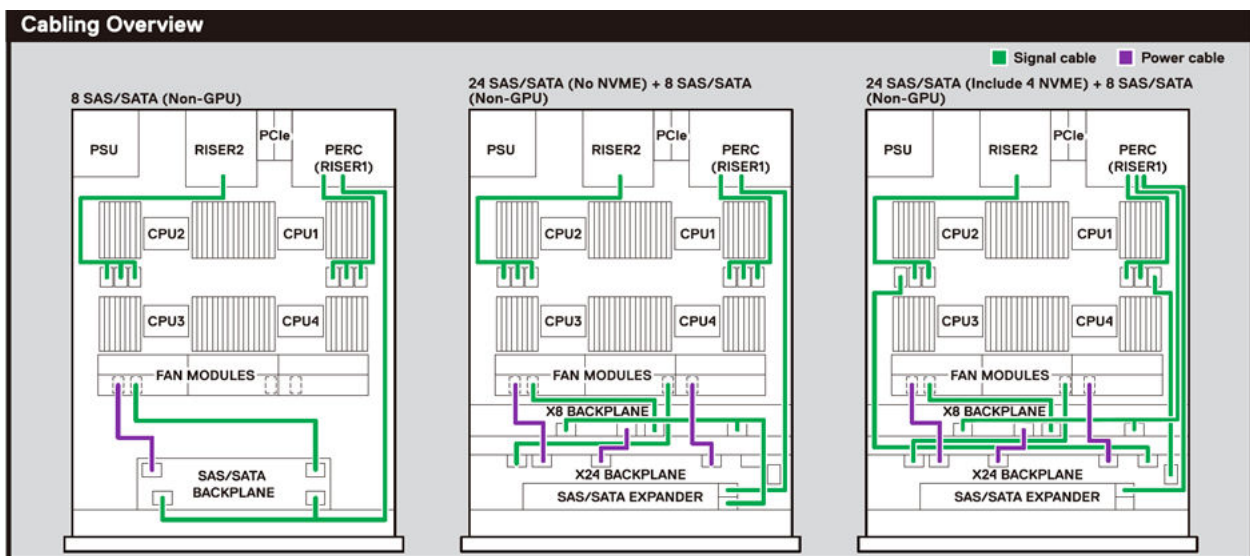 Cabling Overview
Signal cable
Power cable
8 SAS/SATA (Non-GPU)
PSU
RISER2
PCIe
PERC
(RISER1)
CPU2
CPU1
CPU3
CPU4
FAN MODULES
SAS/SATA
BACKPLANE
24 SAS/SATA (No NVME) + 8 SAS/SATA
(Non-GPU)
PSU
RISER2
PCIe
PERC
(RISER1)
CPU2
CPU1
CPU3
CPU4
FAN MODULES
X8 BACKPLANE
X24 BACKPLANE
SAS/SATA EXPANDER
24 SAS/SATA (Include 4 NVME) + 8 SAS/SATA
(Non-GPU)
PSU
RISER2
PCIe
PERC
(RISER1)
CPU2
CPU1
CPU3
CPU4
FAN MODULES
X8 BACKPLANE
X24 BACKPLANE
SAS/SATA EXPANDER